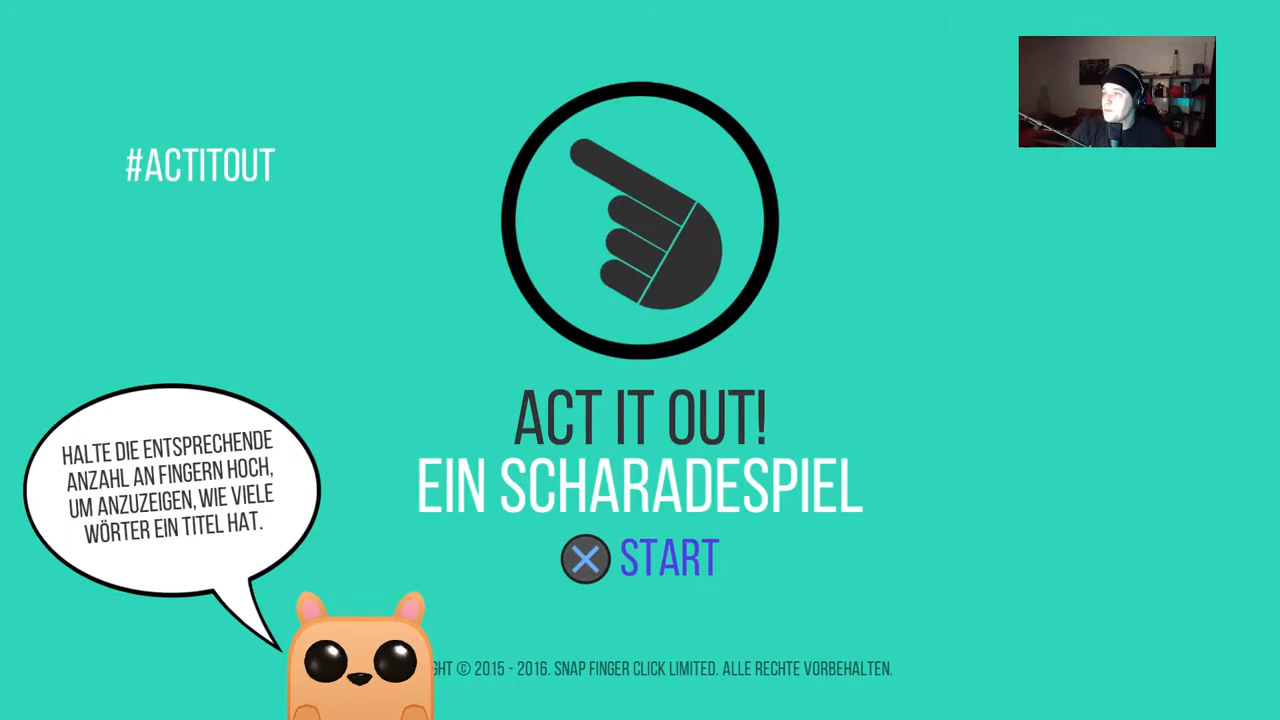 #ACTITOUT
ACT IT OUT!
EIN SCHARADESPIEL
START
HALTE DIE ENTSPRECHENDE
ANZAHL AN FINGERN HOCH,
UM ANZUZEIGEN, WIE VIELE
WÖRTER EIN TITEL HAT.
GHT © 2015 - 2016. SNAP FINGER CLICK LIMITED. ALLE RECHTE VORBEHALTEN.